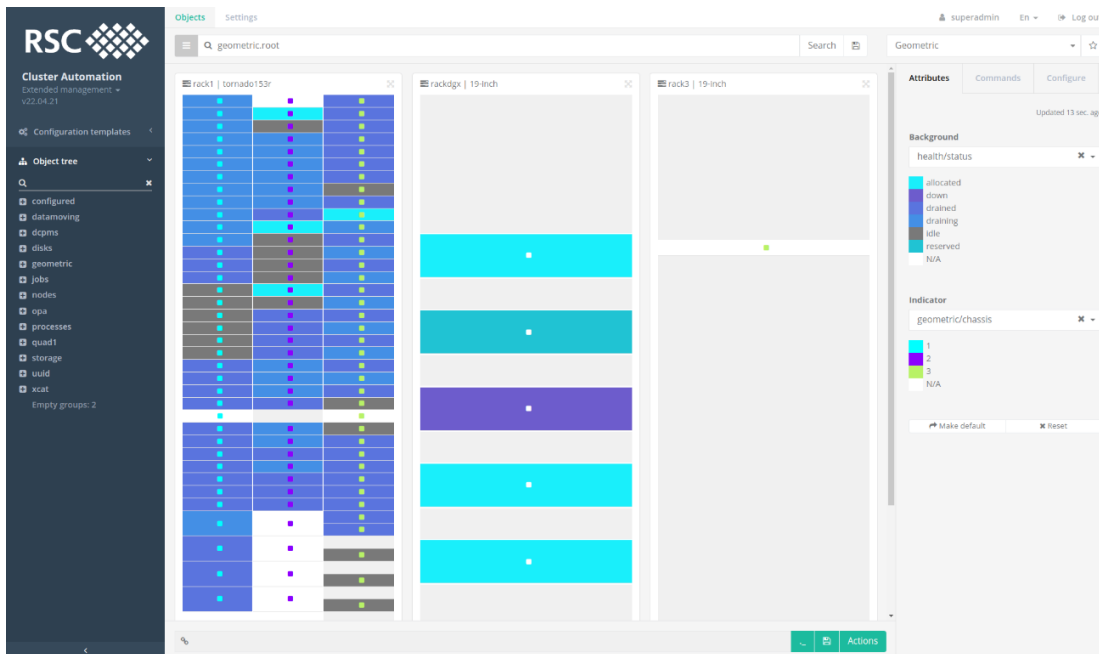 RSC
Cluster Automation
Extended management
v22.04.21
Configuration templates
Object tree
configured
datamoving
dcpms
disks
geometric
jobs
nodes
opa
processes
quad1
storage
uuid
xcat
Empty groups: 2
Objects Settings
superadmin En Log out
geometric.root Search Geometric
rack1 | tornado153r
rackdgx | 19-inch
rack3 | 19-inch
Attributes Commands Configure
Updated 13 sec. ago
Background
health/status
allocated
down
drained
draining
idle
reserved
N/A
Indicator
geometric/chassis
1
2
3
N/A
Make default Reset
Actions